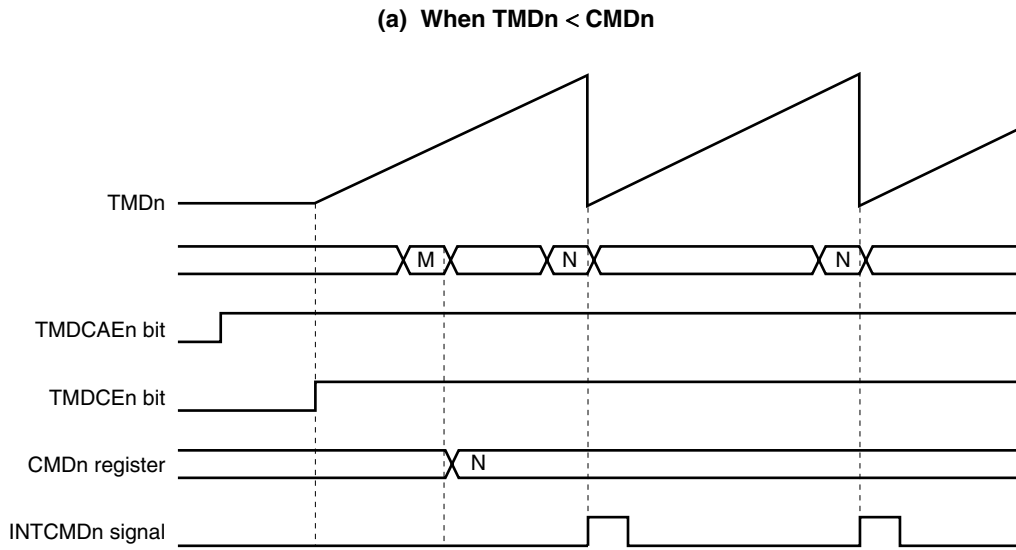 (a) When TMDn < CMDn
TMDn
M N N
TMDCAEn bit
TMDCEn bit
CMDn register N
INTCMDn signal